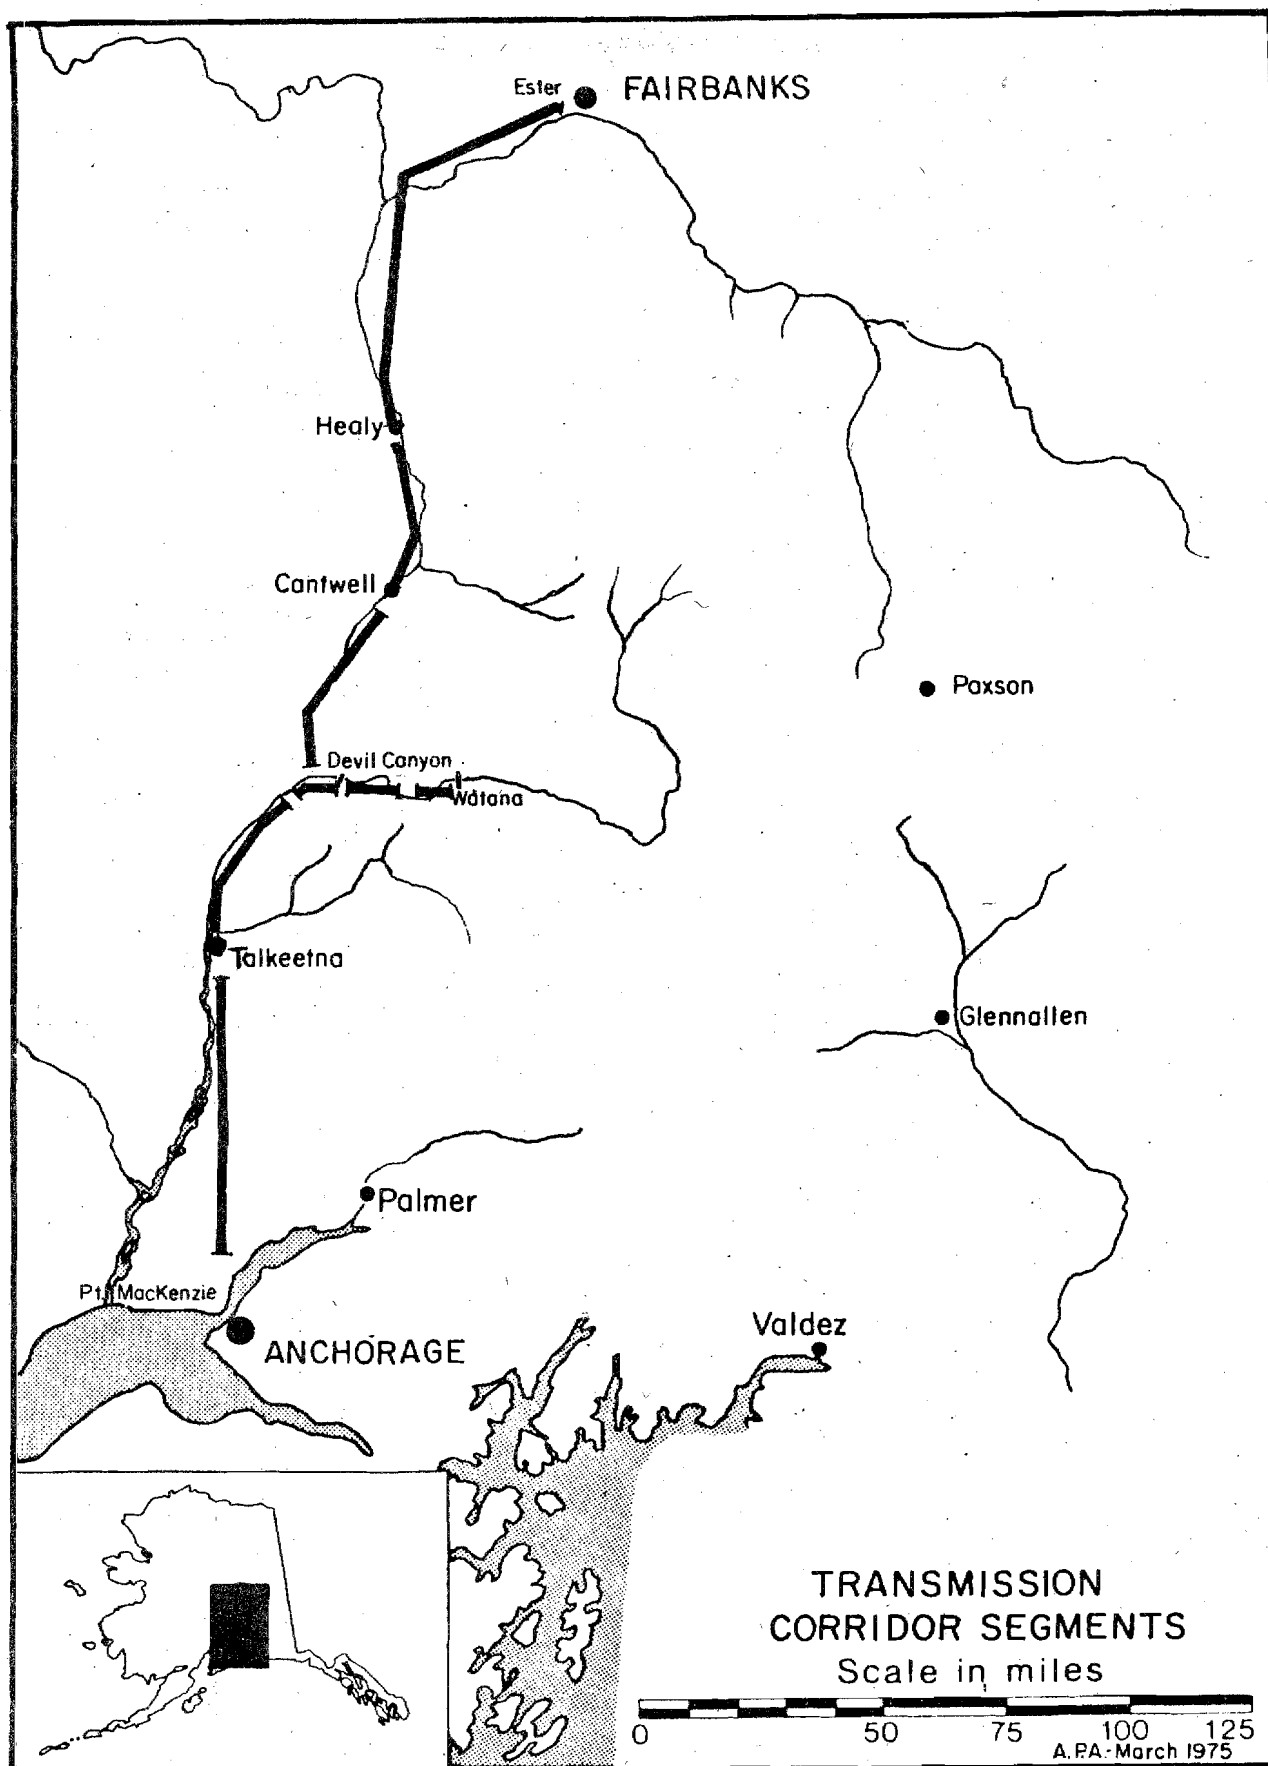 Ester
FAIRBANKS
Healy
Cantwell
Paxson
Devil Canyon
Watana
Talkeetna
Glennallen
Palmer
Pt. MacKenzie
ANCHORAGE
Valdez
TRANSMISSION
CORRIDOR SEGMENTS
Scale in miles
0 50 75 100 125
A.P.A.-March 1975